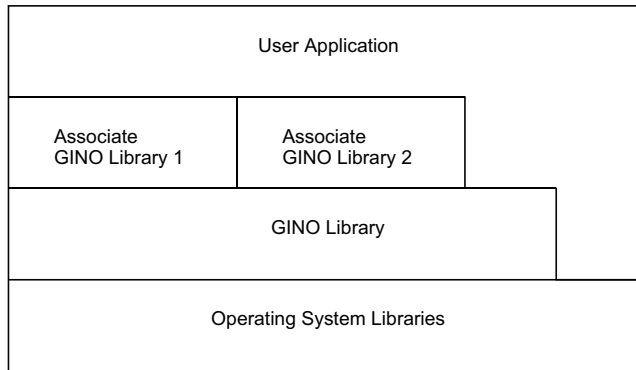 User Application
Associate
GINO Library 1
Associate
GINO Library 2
GINO Library
Operating System Libraries